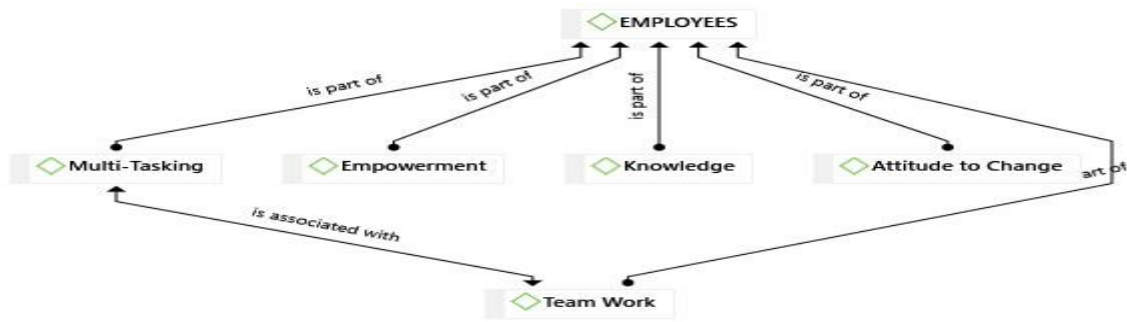 EMPLOYEES
is part of
is part of
is part of
is part of
Multi-Tasking
Empowerment
Knowledge
Attitude to Change
art of
is associated with
Team Work